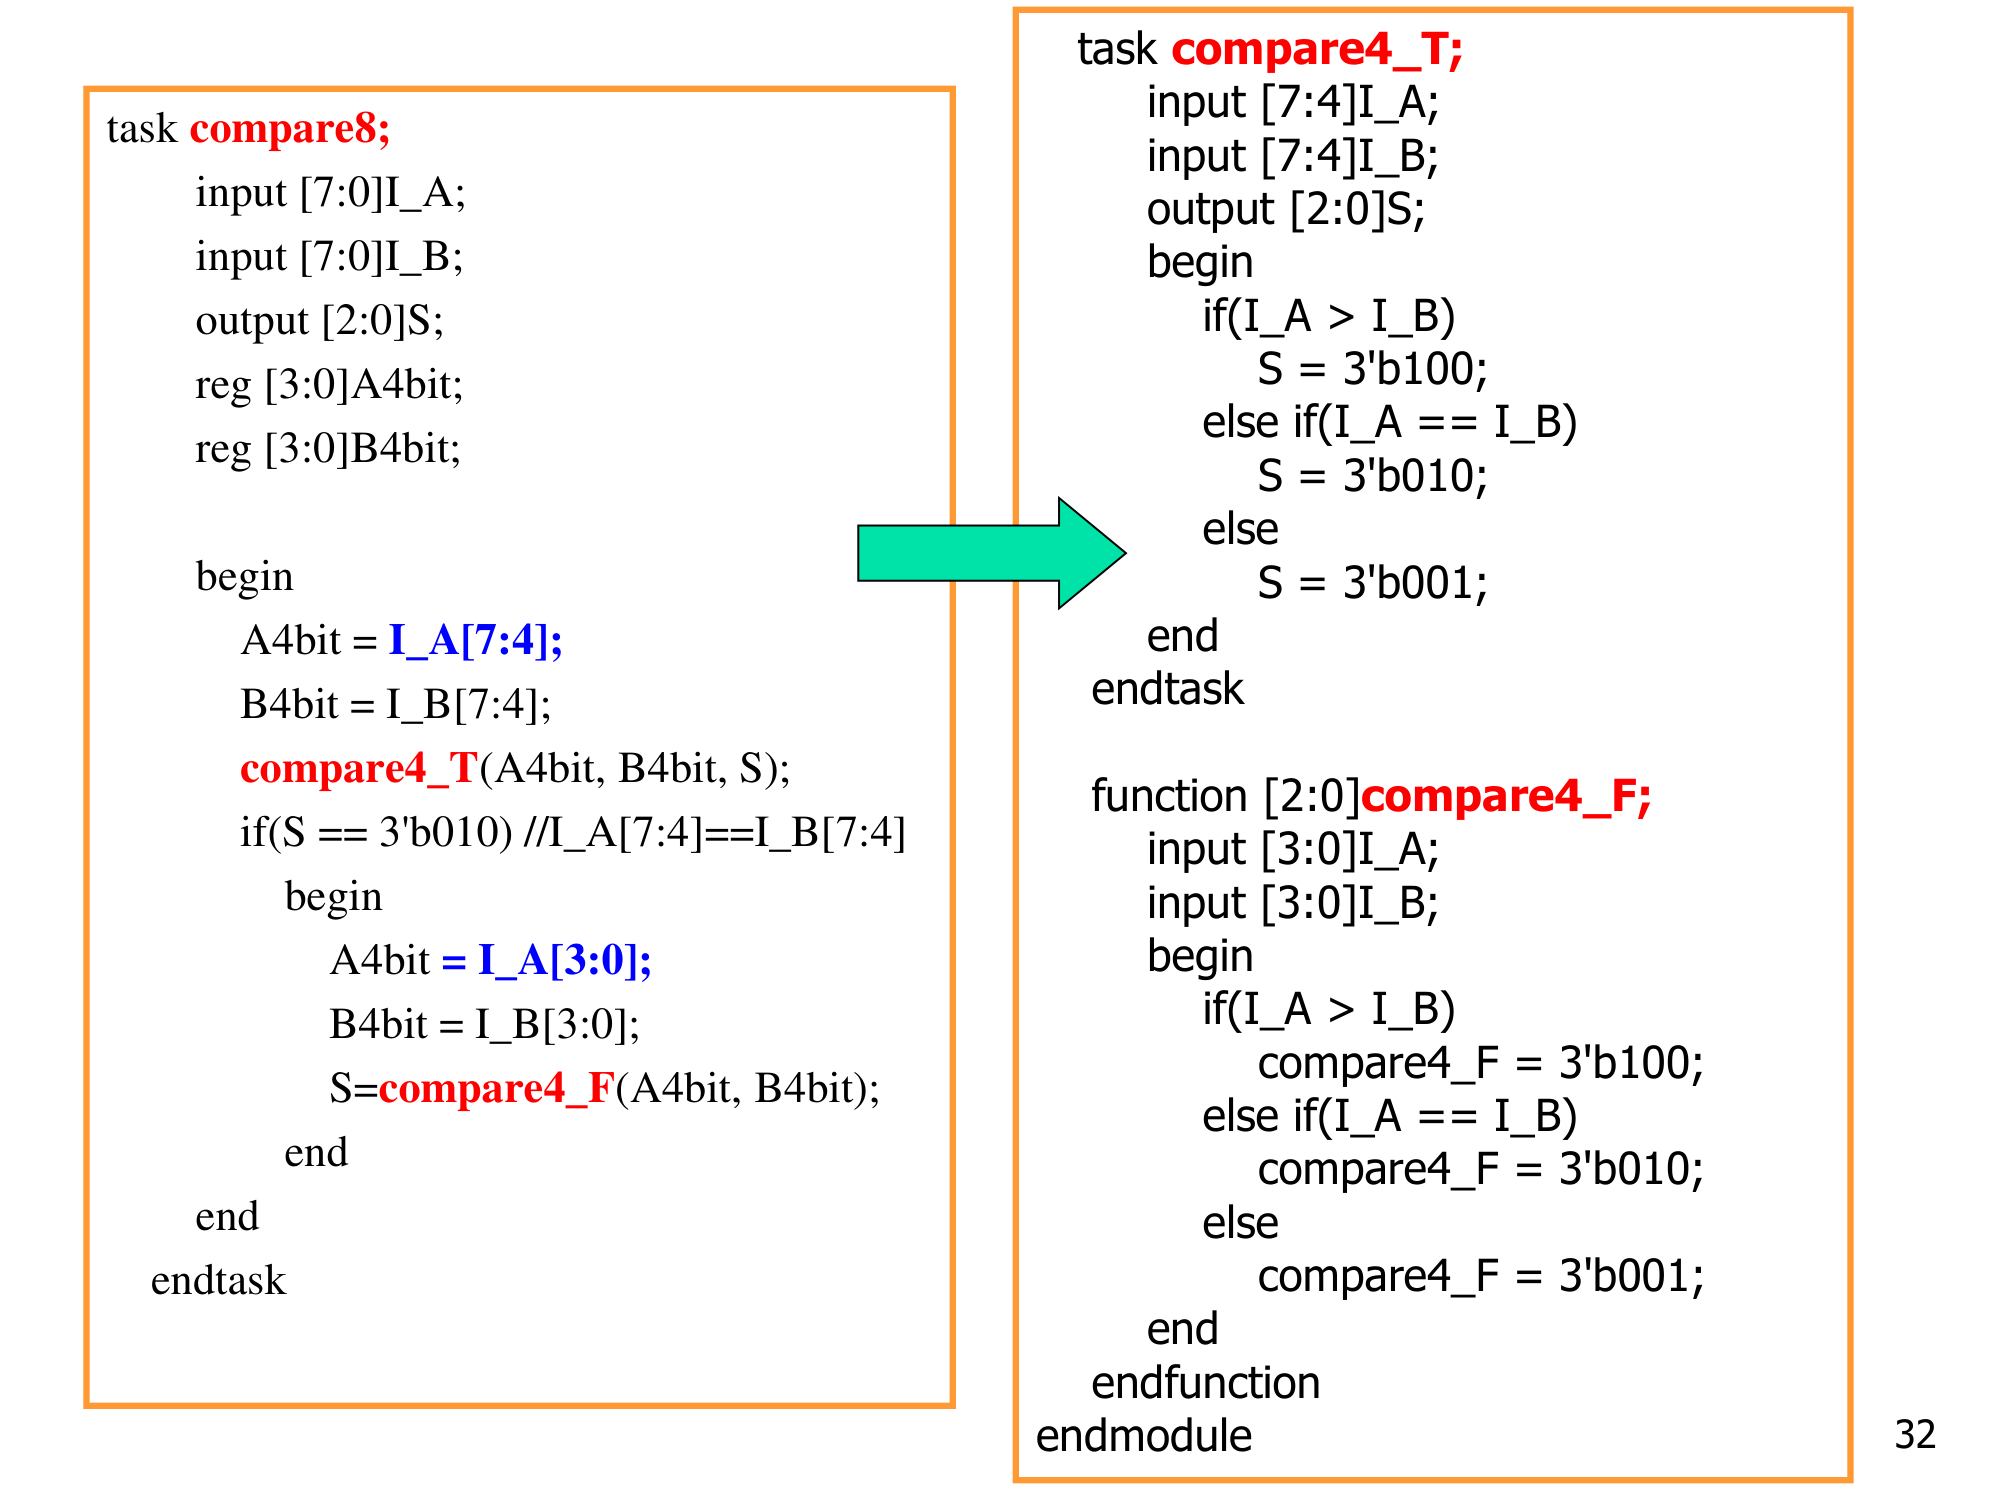 task compare8;
input [7:0]I_A;
input [7:0]I_B;
output [2:0]S;
reg [3:0]A4bit;
reg [3:0]B4bit;
begin
A4bit = I_A[7:4];
B4bit = I_B[7:4];
compare4_T(A4bit, B4bit, S);
if(S == 3'b010) //I_A[7:4]==I_B[7:4]
begin
A4bit = I_A[3:0];
B4bit = I_B[3:0];
S=compare4_F(A4bit, B4bit);
end
end
endtask
task compare4_T;
input [7:4]I_A;
input [7:4]I_B;
output [2:0]S;
begin
if(I_A > I_B)
S = 3'b100;
else if(I_A == I_B)
S = 3'b010;
else
S = 3'b001;
end
endtask
function [2:0]compare4_F;
input [3:0]I_A;
input [3:0]I_B;
begin
if(I_A > I_B)
compare4_F = 3'b100;
else if(I_A == I_B)
compare4_F = 3'b010;
else
compare4_F = 3'b001;
end
endfunction
endmodule
32